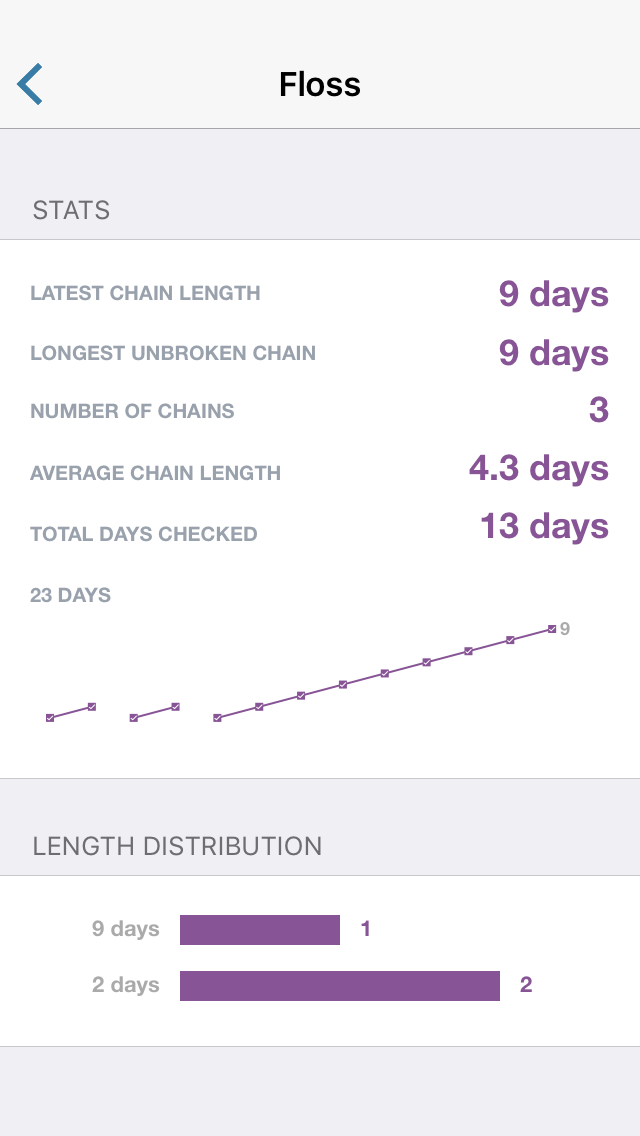 Floss
STATS
LATEST CHAIN LENGTH 9 days
LONGEST UNBROKEN CHAIN 9 days
NUMBER OF CHAINS 3
AVERAGE CHAIN LENGTH 4.3 days
TOTAL DAYS CHECKED 13 days
23 DAYS
9
LENGTH DISTRIBUTION
9 days 1
2 days 2